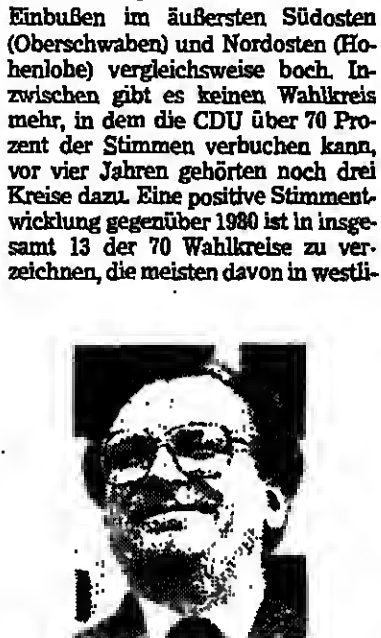 Einbußen im äußersten Südosten
(Oberschwaben) und Nordosten (Ho-
henlohe) vergleichsweise hoch. In-
zwischen gibt es keinen Wahlkreis
mehr, in dem die CDU über 70 Pro-
zent der Stimmen verbuchen kann,
vor vier Jahren gehörten noch drei
Kreise dazu. Eine positive Stimment-
wicklung gegenüber 1980 ist in insge-
samt 13 der 70 Wahlkreise zu ver-
zeichnen, die meisten davon in westli-